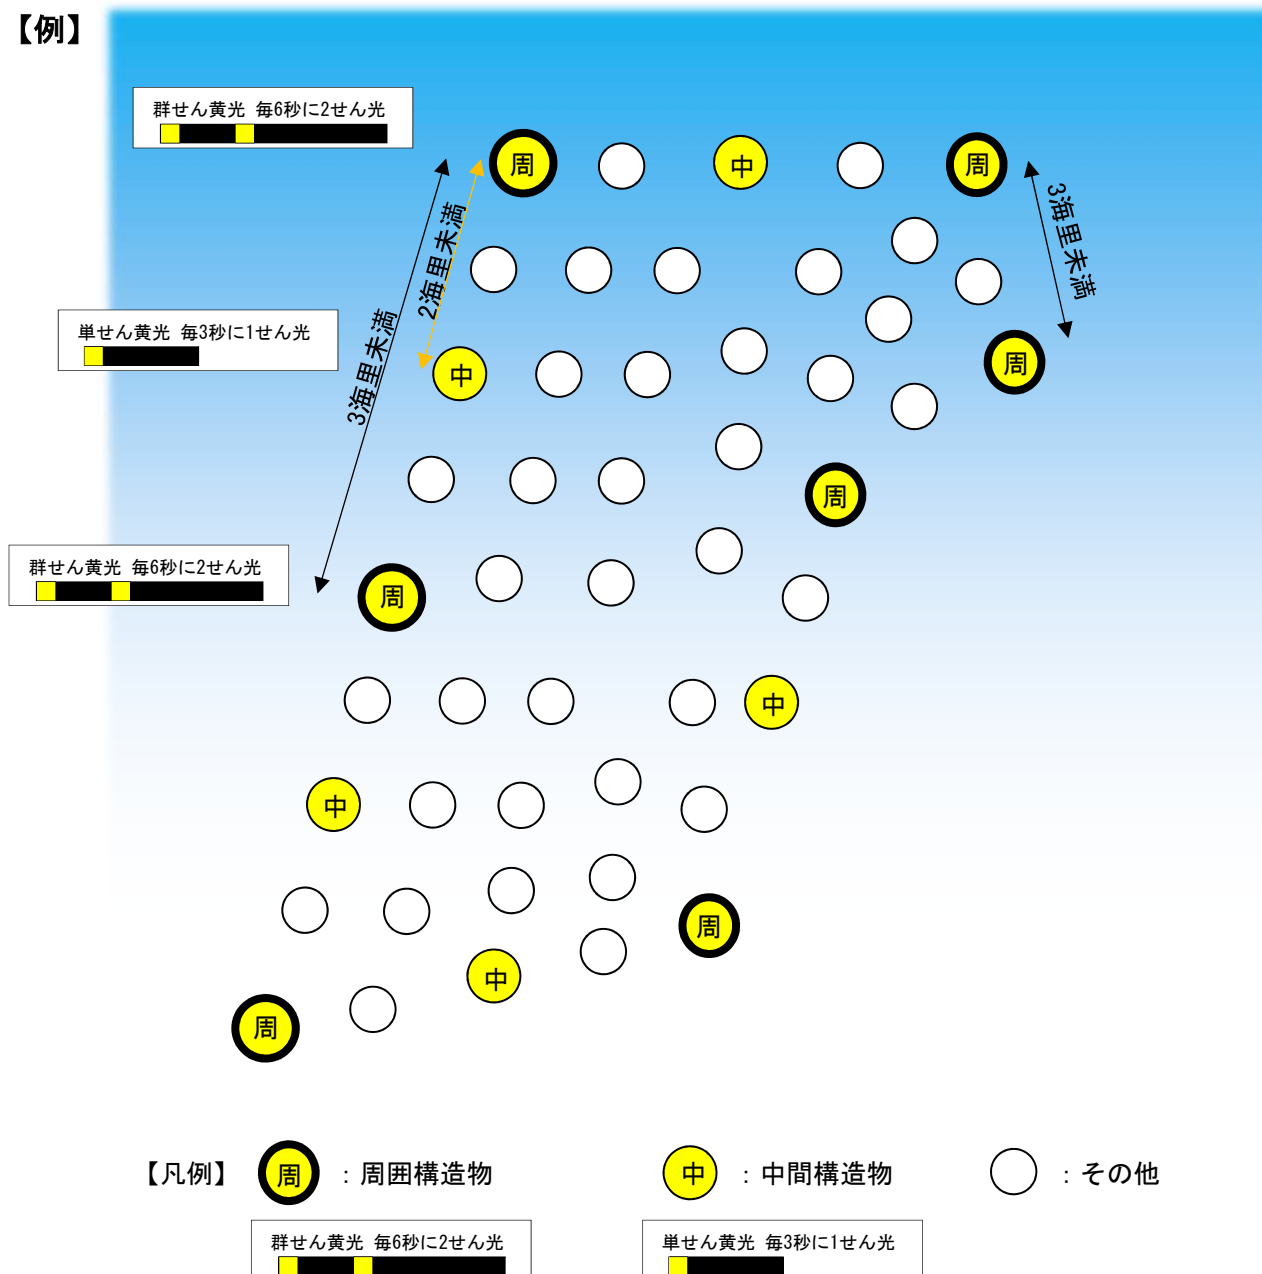 【例】
群せん黄光 毎6秒に2せん光
周
中
周
3海里未満
2海里未満
3海里未満
単せん黄光 毎3秒に1せん光
中
周
周
群せん黄光 毎6秒に2せん光
周
中
中
周
中
周
【凡例】 周 : 周囲構造物 中 : 中間構造物 : その他
群せん黄光 毎6秒に2せん光
単せん黄光 毎3秒に1せん光